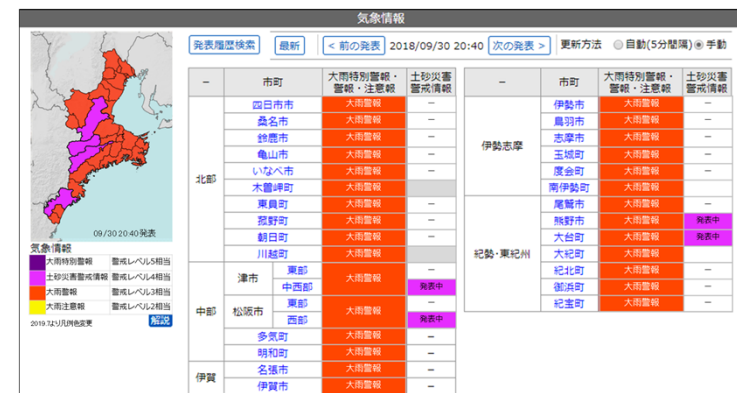 気象情報
発表履歴検索 最新 < 前の発表 2018/09/30 20:40 次の発表 > 更新方法 自動(5分間隔) 手動
09/30 20:40発表
気象情報
大雨特別警報 警戒レベル5相当
土砂災害警戒情報 警戒レベル4相当
大雨警報 警戒レベル3相当
大雨注意報 警戒レベル2相当
2019.7より凡例色変更 解説
− 市町 大雨特別警報・警報・注意報 土砂災害警戒情報
北部
四日市市 大雨警報 −
桑名市 大雨警報 −
鈴鹿市 大雨警報 −
亀山市 大雨警報 −
いなべ市 大雨警報 −
木曽岬町 大雨警報
東員町 大雨警報 −
菰野町 大雨警報 −
朝日町 大雨警報 −
川越町 大雨警報
中部
津市 大雨警報
東部 −
中西部 発表中
松阪市 大雨警報
東部 −
西部 発表中
多気町 大雨警報 −
明和町 大雨警報 −
伊賀
名張市 大雨警報 −
伊賀市 大雨警報 −
− 市町 大雨特別警報・警報・注意報 土砂災害警戒情報
伊勢志摩
伊勢市 大雨警報 −
鳥羽市 大雨警報 −
志摩市 大雨警報 −
玉城町 大雨警報 −
度会町 大雨警報 −
南伊勢町 大雨警報 −
紀勢・東紀州
尾鷲市 大雨警報 −
熊野市 大雨警報 発表中
大台町 大雨警報 発表中
大紀町 大雨警報 −
紀北町 大雨警報 −
御浜町 大雨警報 −
紀宝町 大雨警報 −